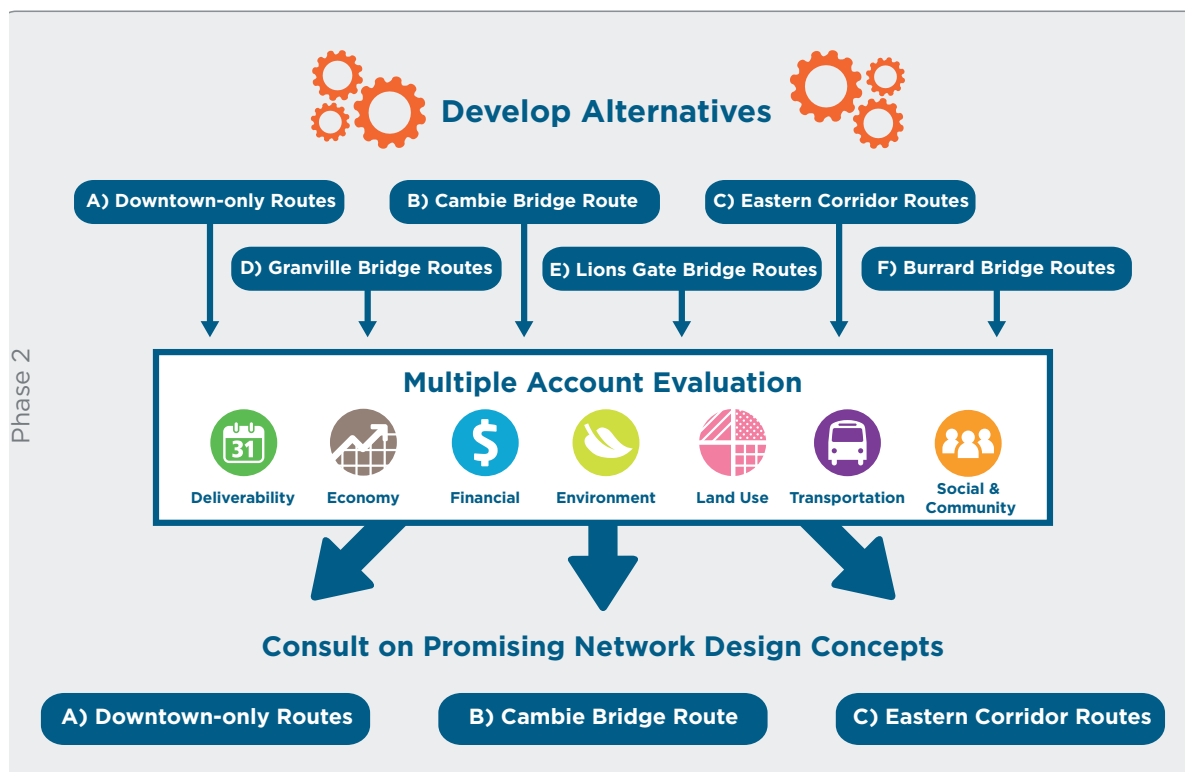 Develop Alternatives
A) Downtown-only Routes
B) Cambie Bridge Route
C) Eastern Corridor Routes
D) Granville Bridge Routes
E) Lions Gate Bridge Routes
F) Burrard Bridge Routes
Phase 2
Multiple Account Evaluation
31
$
Deliverability
Economy
Financial
Environment
Land Use
Transportation
Social &
Community
Consult on Promising Network Design Concepts
A) Downtown-only Routes
B) Cambie Bridge Route
C) Eastern Corridor Routes